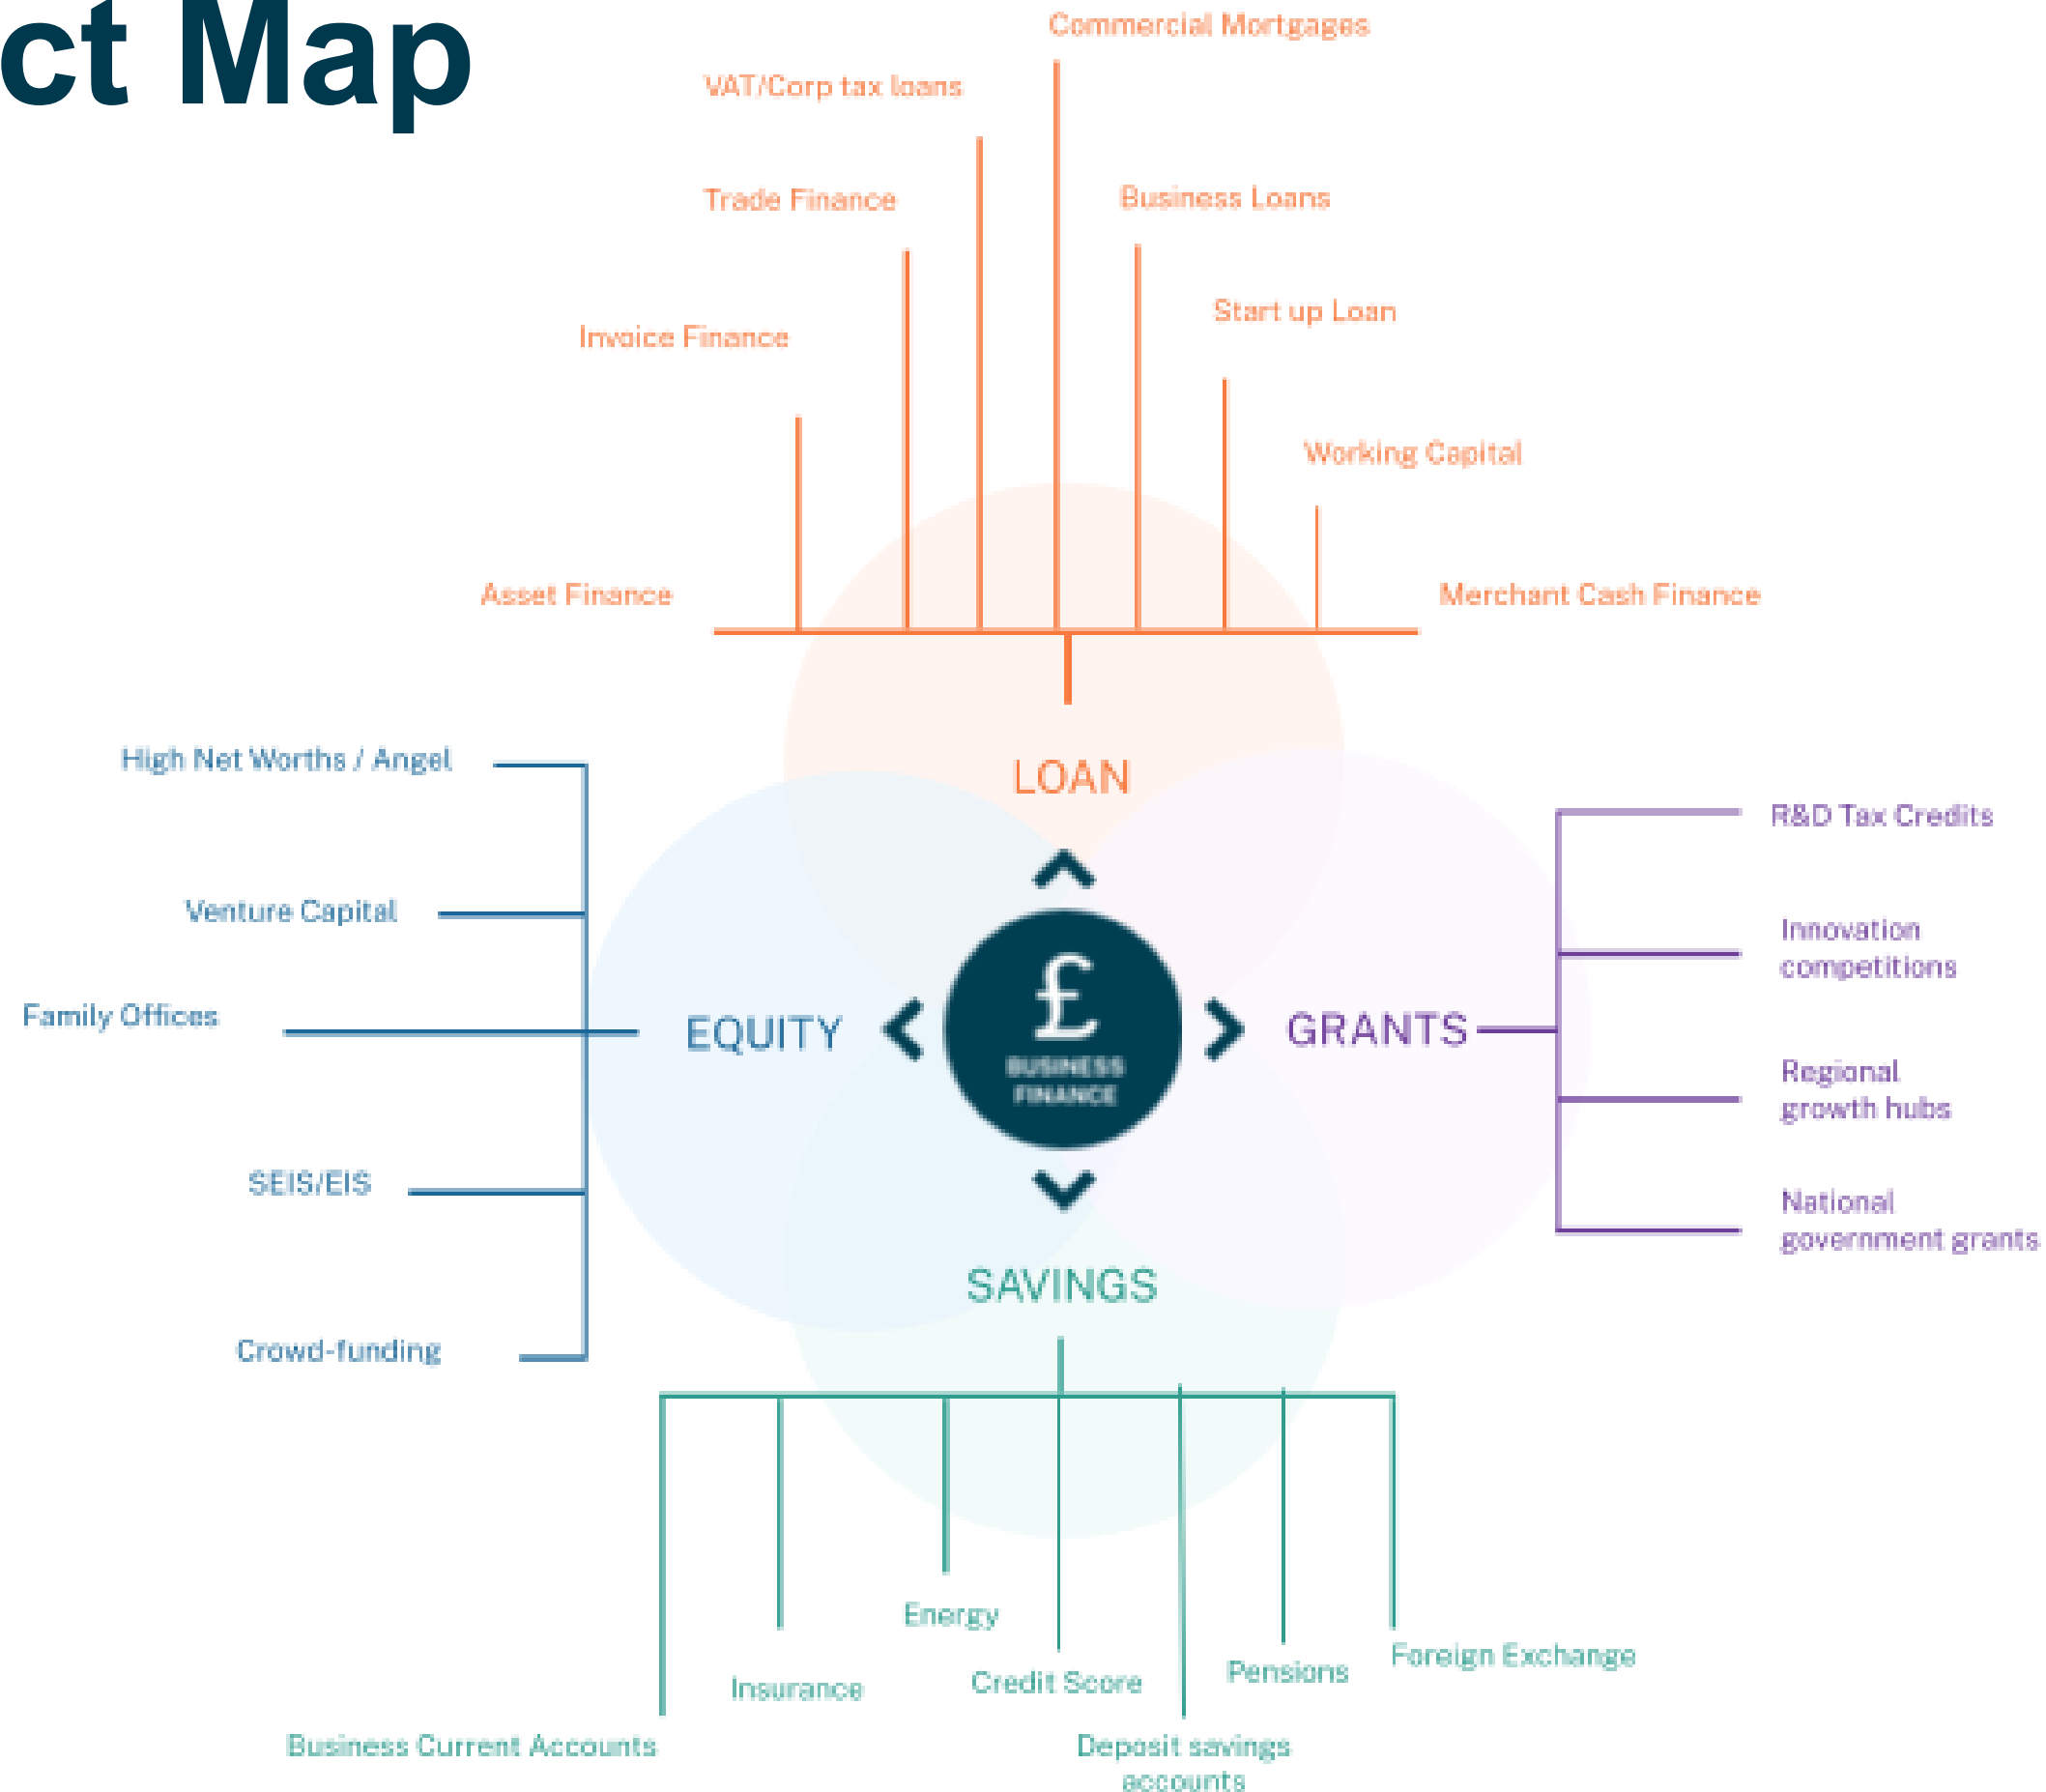 ct Map
Commercial Mortgages
VAT/Corp tax loans
Trade Finance
Business Loans
Start up Loan
Invoice Finance
Working Capital
Asset Finance
Merchant Cash Finance
LOAN
High Net Worths / Angel
Venture Capital
Family Offices
SEIS/EIS
Crowd-funding
EQUITY
£
BUSINESS
FINANCE
GRANTS
R&D Tax Credits
Innovation
competitions
Regional
growth hubs
National
government grants
SAVINGS
Energy
Foreign Exchange
Pensions
Credit Score
Insurance
Business Current Accounts
Deposit savings
accounts